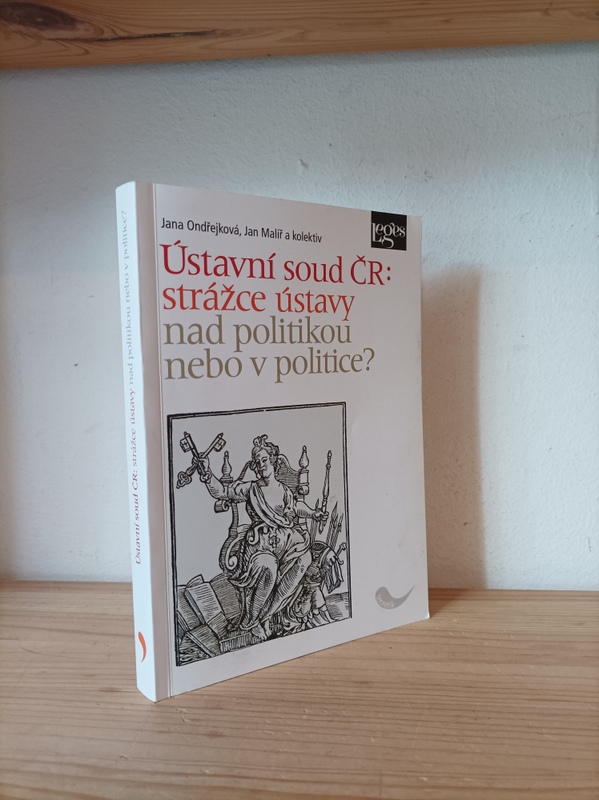 Jana Ondřejková, Jan Malíř a kolektiv
Leges
Ústavní soud ČR:
strážce ústavy
nad politikou
nebo v politice?
Ústavní soud ČR: strážce ústavy nad politikou nebo v politice?